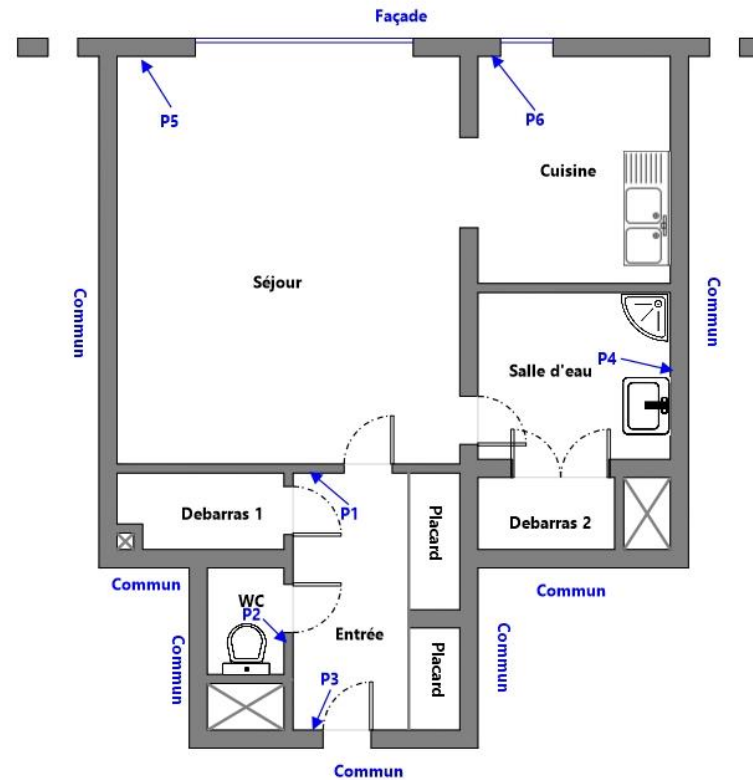 Façade
P5
P6
Cuisine
Séjour
Commun
Commun
P4
Salle d'eau
P1
Debarras 1
Placard
Debarras 2
Commun
Commun
WC
P2
Entrée
Commun
Placard
Commun
P3
Commun